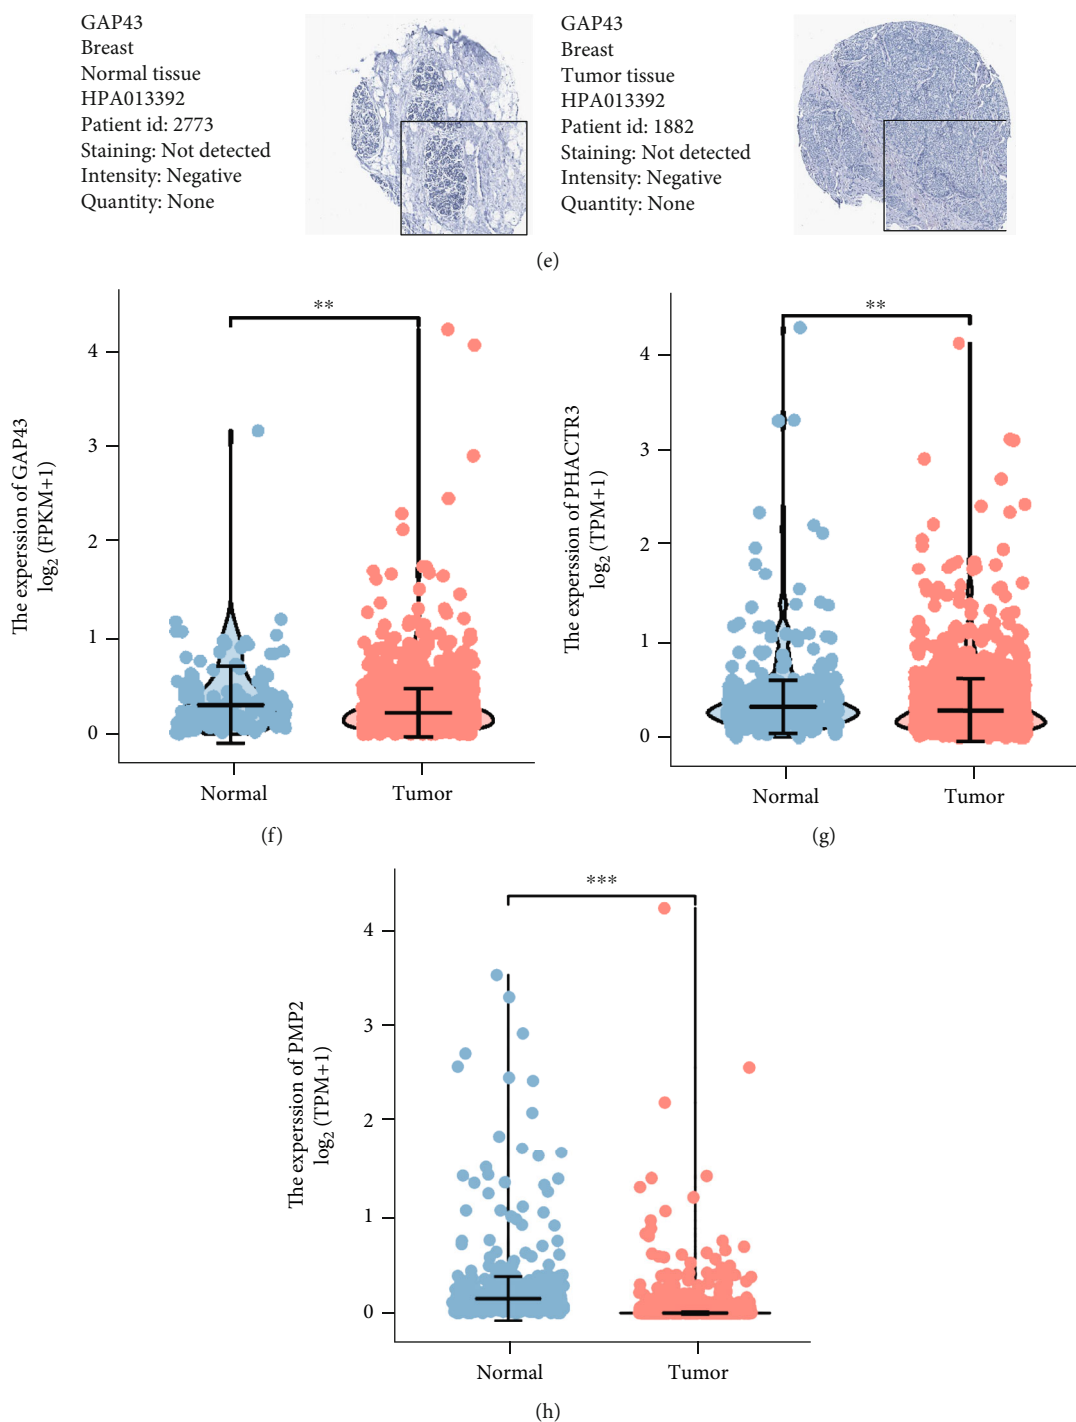 GAP43
Breast
Normal tissue
HPA013392
Patient id: 2773
Staining: Not detected
Intensity: Negative
Quantity: None
GAP43
Breast
Tumor tissue
HPA013392
Patient id: 1882
Staining: Not detected
Intensity: Negative
Quantity: None
(e)
The experssion of GAP43
log₂ (FPKM+1)
4
3
2
1
0
**
Normal
Tumor
(f)
The experssion of PHACTR3
log₂ (TPM+1)
4
3
2
1
0
**
Normal
Tumor
(g)
The experssion of PMP2
log₂ (TPM+1)
4
3
2
1
0
***
Normal
Tumor
(h)